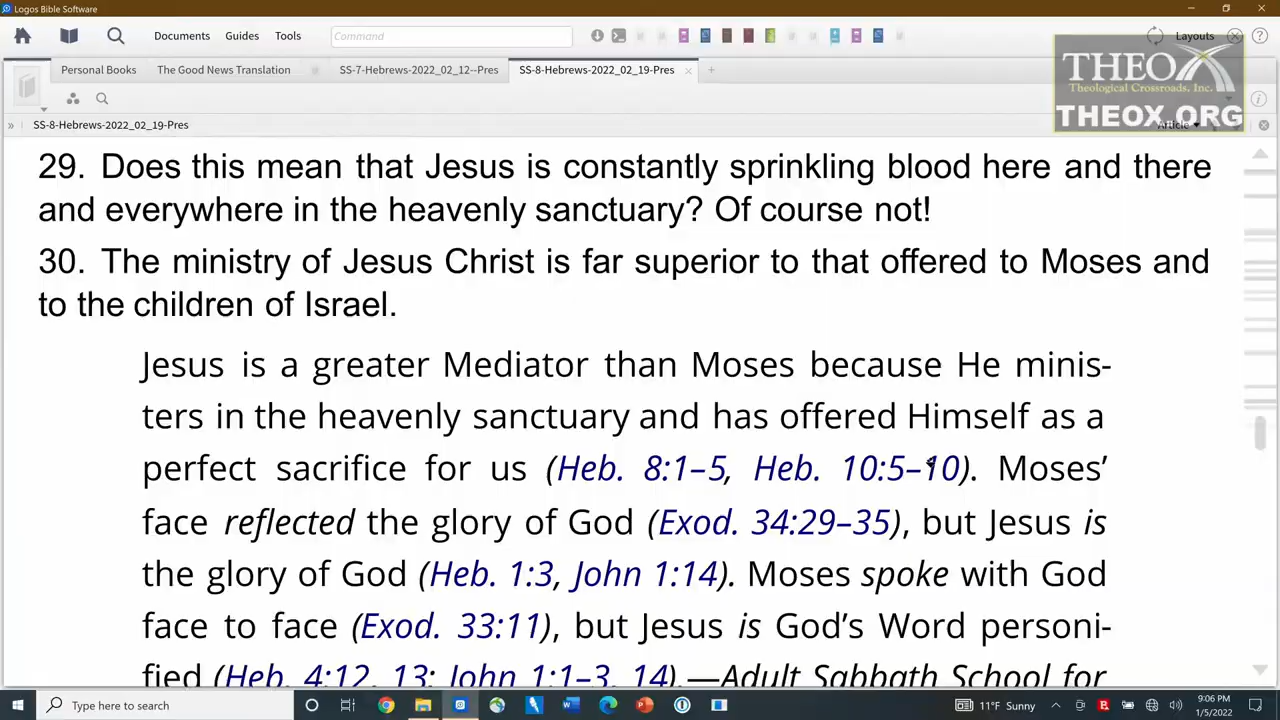 Logos Bible Software
Documents Guides Tools Command Layouts
THEOX
Theological Crossroads, Inc.
THEOX.ORG
Personal Books The Good News Translation SS-7-Hebrews-2022_02_12--Pres SS-8-Hebrews-2022_02_19-Pres
SS-8-Hebrews-2022_02_19-Pres Article
29. Does this mean that Jesus is constantly sprinkling blood here and there
and everywhere in the heavenly sanctuary? Of course not!
30. The ministry of Jesus Christ is far superior to that offered to Moses and
to the children of Israel.
Jesus is a greater Mediator than Moses because He minis-
ters in the heavenly sanctuary and has offered Himself as a
perfect sacrifice for us (Heb. 8:1–5, Heb. 10:5–10). Moses’
face reflected the glory of God (Exod. 34:29–35), but Jesus is
the glory of God (Heb. 1:3, John 1:14). Moses spoke with God
face to face (Exod. 33:11), but Jesus is God’s Word personi-
fied (Heb. 4:12, 13; John 1:1–3, 14).—Adult Sabbath School for
Type here to search 11°F Sunny 9:06 PM
1/5/2022